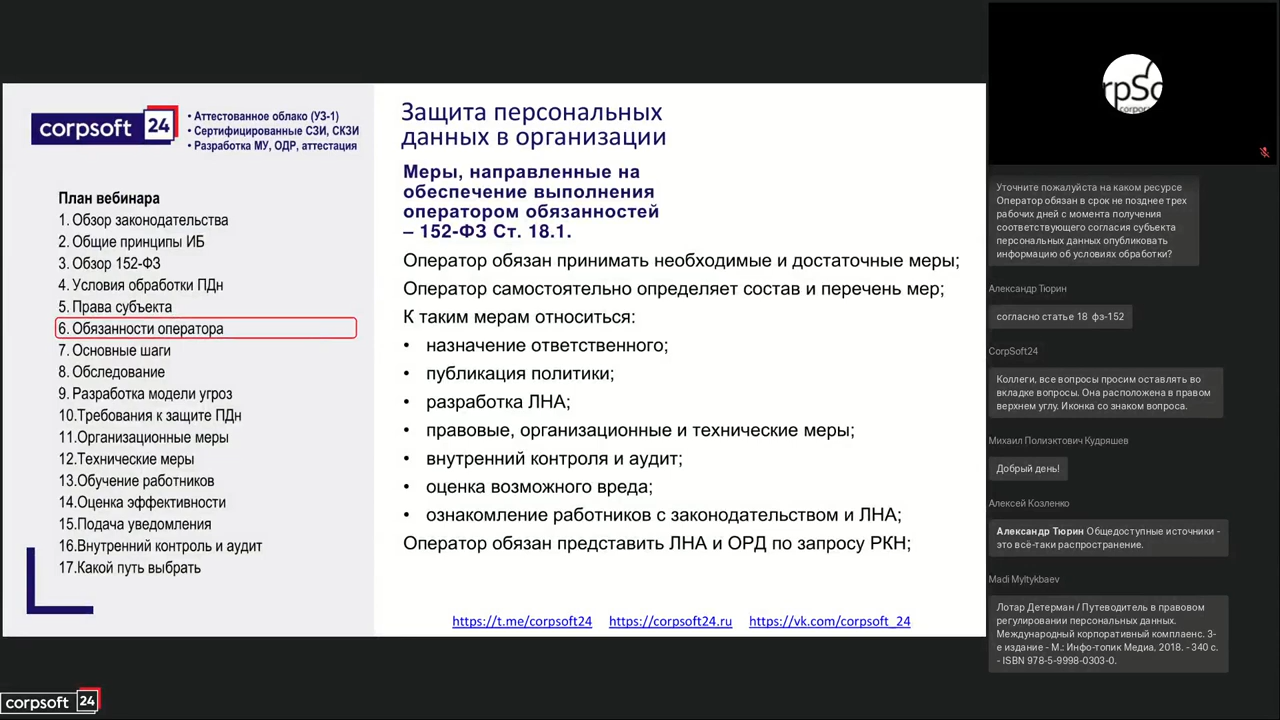 corpsoft 24
• Аттестованное облако (УЗ-1)
• Сертифицированные СЗИ, СКЗИ
• Разработка МУ, ОДР, аттестация
План вебинара
1. Обзор законодательства
2. Общие принципы ИБ
3. Обзор 152-ФЗ
4. Условия обработки ПДн
5. Права субъекта
6. Обязанности оператора
7. Основные шаги
8. Обследование
9. Разработка модели угроз
10.Требования к защите ПДн
11.Организационные меры
12.Технические меры
13.Обучение работников
14.Оценка эффективности
15.Подача уведомления
16.Внутренний контроль и аудит
17.Какой путь выбрать
Защита персональных
данных в организации
Меры, направленные на
обеспечение выполнения
оператором обязанностей
– 152-ФЗ Ст. 18.1.
Оператор обязан принимать необходимые и достаточные меры;
Оператор самостоятельно определяет состав и перечень мер;
К таким мерам относиться:
• назначение ответственного;
• публикация политики;
• разработка ЛНА;
• правовые, организационные и технические меры;
• внутренний контроля и аудит;
• оценка возможного вреда;
• ознакомление работников с законодательством и ЛНА;
Оператор обязан представить ЛНА и ОРД по запросу РКН;
https://t.me/corpsoft24 https://corpsoft24.ru https://vk.com/corpsoft_24
corpsoft 24
Уточните пожалуйста на каком ресурсе
Оператор обязан в срок не позднее трех
рабочих дней с момента получения
соответствующего согласия субъекта
персональных данных опубликовать
информацию об условиях обработки?
Александр Тюрин
согласно статье 18 фз-152
CorpSoft24
Коллеги, все вопросы просим оставлять во
вкладке вопросы. Она расположена в правом
верхнем углу. Иконка со знаком вопроса.
Михаил Полиэктович Кудряшев
Добрый день!
Алексей Козленко
Александр Тюрин Общедоступные источники -
это всё-таки распространение.
Madi Myltykbaev
Лотар Детерман / Путеводитель в правовом
регулировании персональных данных.
Международный корпоративный комплаенс. 3-
е издание - М.: Инфо-топик Медиа, 2018. - 340 с.
- ISBN 978-5-9998-0303-0.